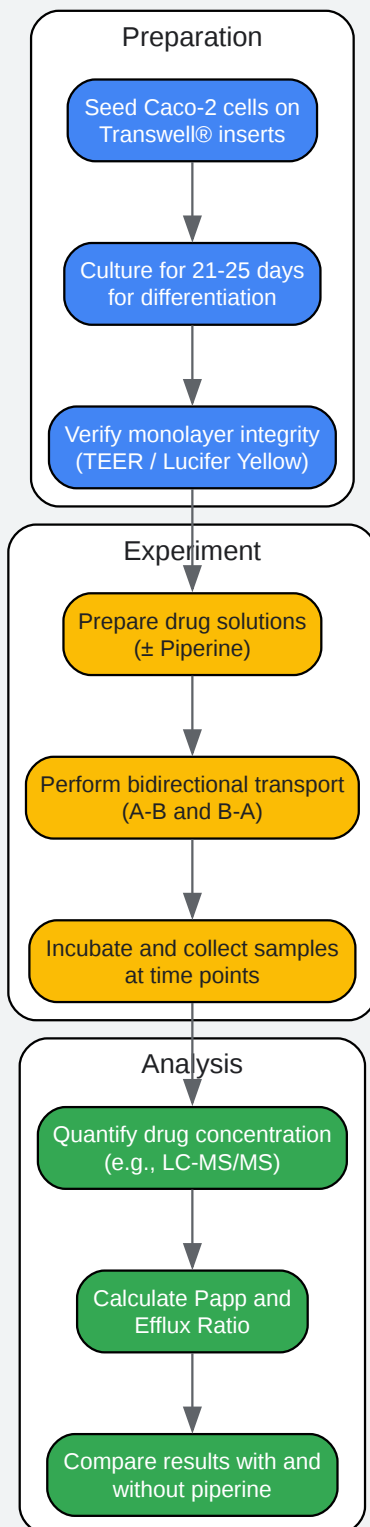 Preparation
Seed Caco-2 cells on
Transwell® inserts
Culture for 21-25 days
for differentiation
Verify monolayer integrity
(TEER / Lucifer Yellow)
Experiment
Prepare drug solutions
(± Piperine)
Perform bidirectional transport
(A-B and B-A)
Incubate and collect samples
at time points
Analysis
Quantify drug concentration
(e.g., LC-MS/MS)
Calculate Papp and
Efflux Ratio
Compare results with and
without piperine